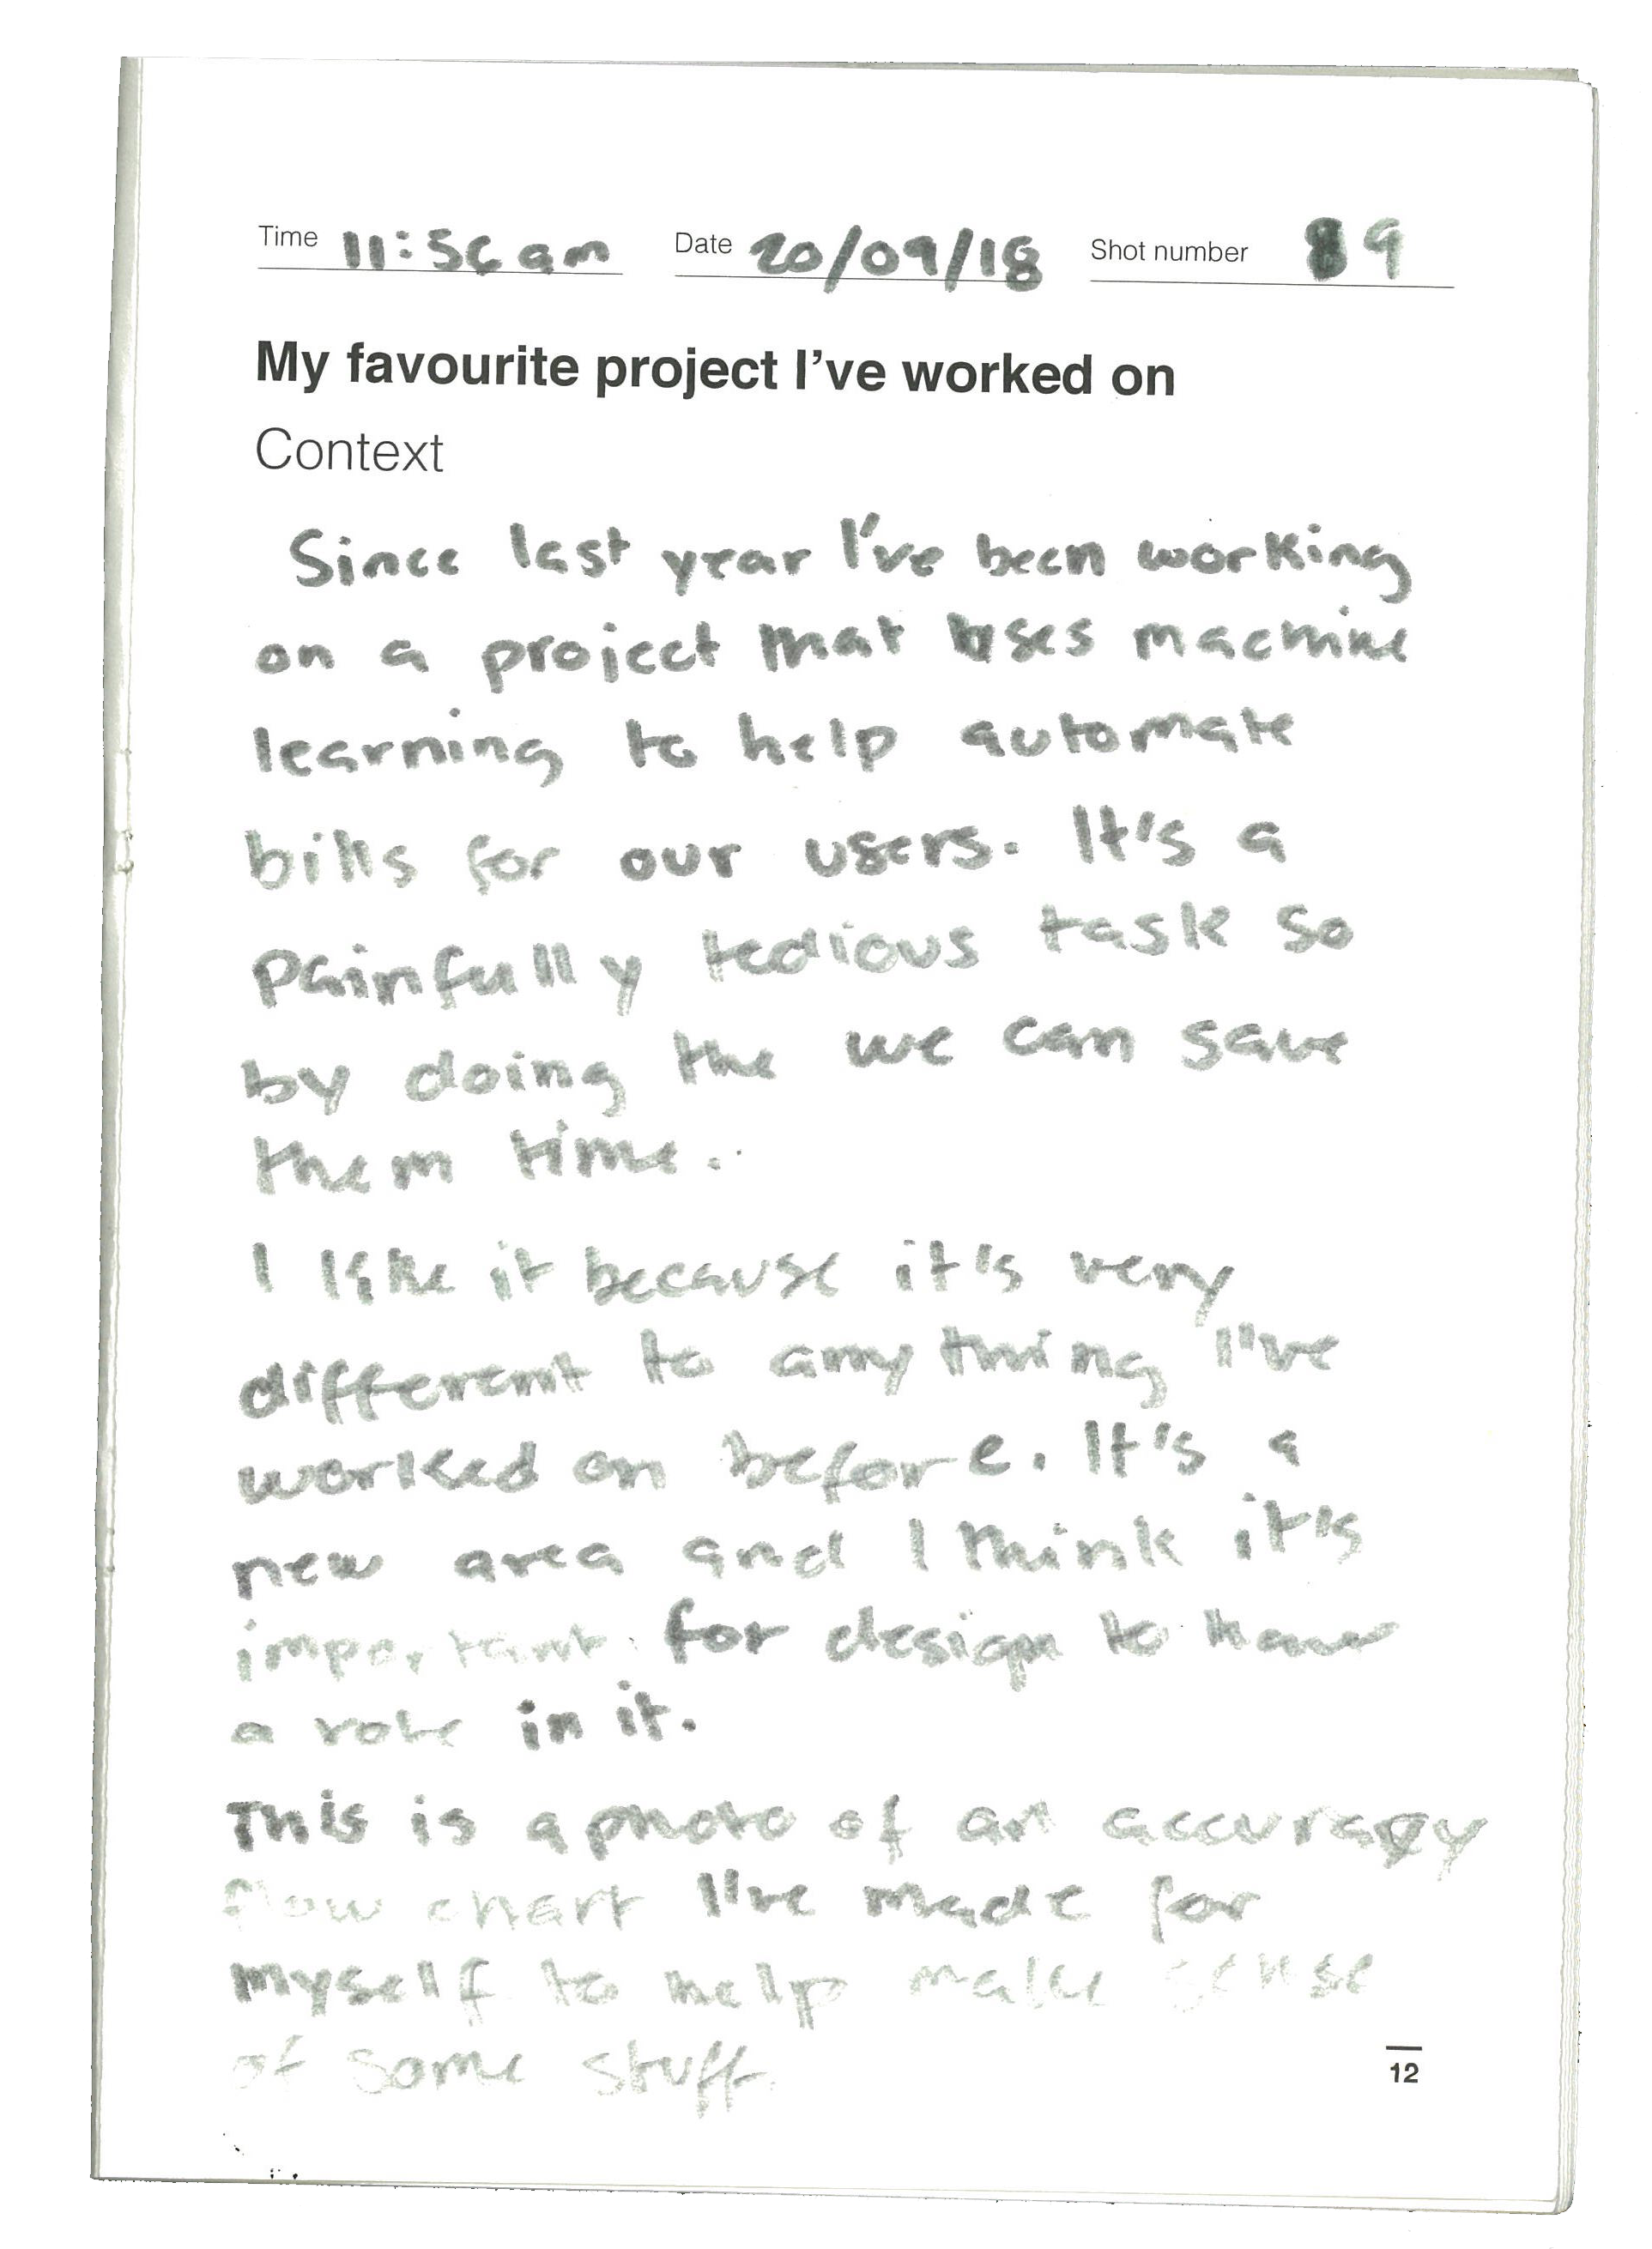 Time 11:56am Date 20/09/18 Shot number 9
My favourite project I've worked on
Context
Since last year I've been working
on a project that uses machine
learning to help automate
bills for our users. It's a
painfully tedious task so
by doing the we can save
them time.
I like it because it's very
different to anything I've
worked on before. It's a
new area and I think it's
important for design to have
a role in it.
This is a photo of an accuracy
flow chart I've made for
myself to help make sense
of some stuff.
12